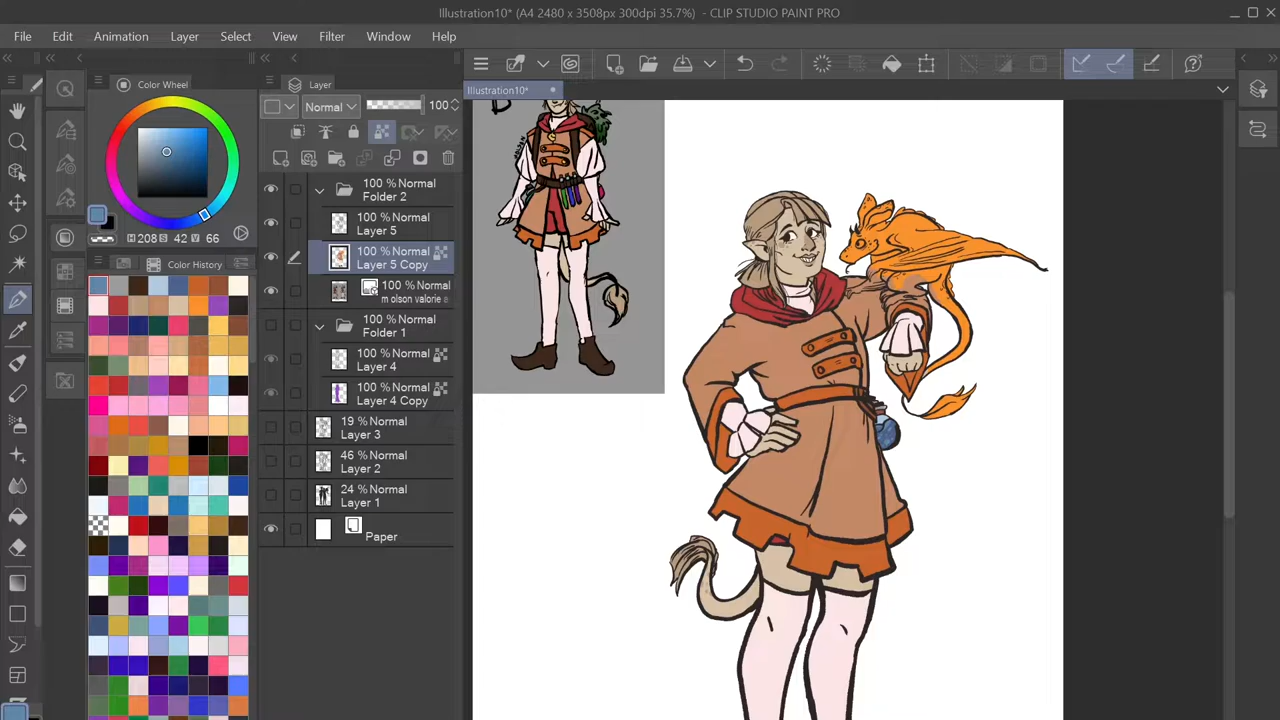 Illustration10* (A4 2480 x 3508px 300dpi 35.7%) - CLIP STUDIO PAINT PRO
File Edit Animation Layer Select View Filter Window Help
Color Wheel
Layer
Illustration10*
Normal 100
100 % Normal
Folder 2
100 % Normal
Layer 5
100 % Normal
Layer 5 Copy
100 % Normal
m olson valorie a
100 % Normal
Folder 1
100 % Normal
Layer 4
100 % Normal
Layer 4 Copy
19 % Normal
Layer 3
46 % Normal
Layer 2
24 % Normal
Layer 1
Paper
H 208 S 42 V 66
Color History